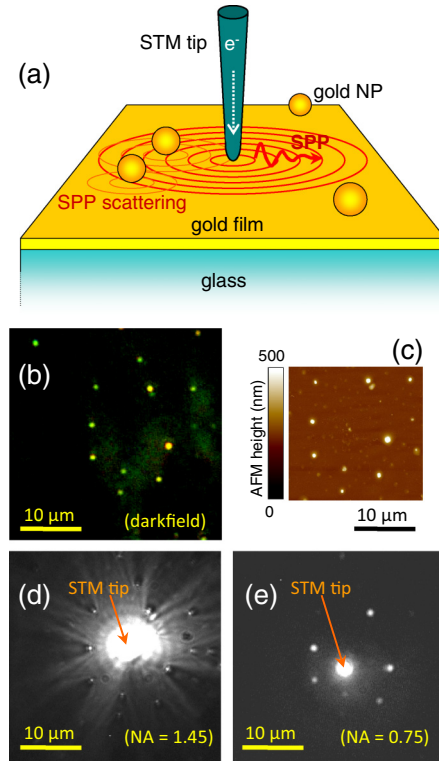 (a)
STM tip
e-
gold NP
SPP
SPP scattering
gold film
glass
(b)
10 µm
(darkfield)
(c)
500
AFM height (nm)
0
10 µm
(d)
STM tip
10 µm
(NA = 1.45)
(e)
STM tip
10 µm
(NA = 0.75)